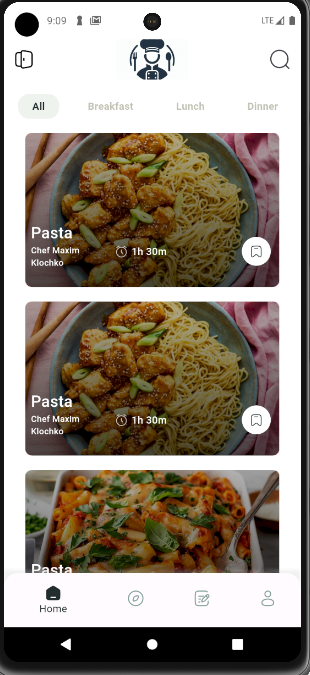 9:09 LTE
All Breakfast Lunch Dinner
Pasta
Chef Maxim
Klochko
1h 30m
Pasta
Chef Maxim
Klochko
1h 30m
Pasta
Home